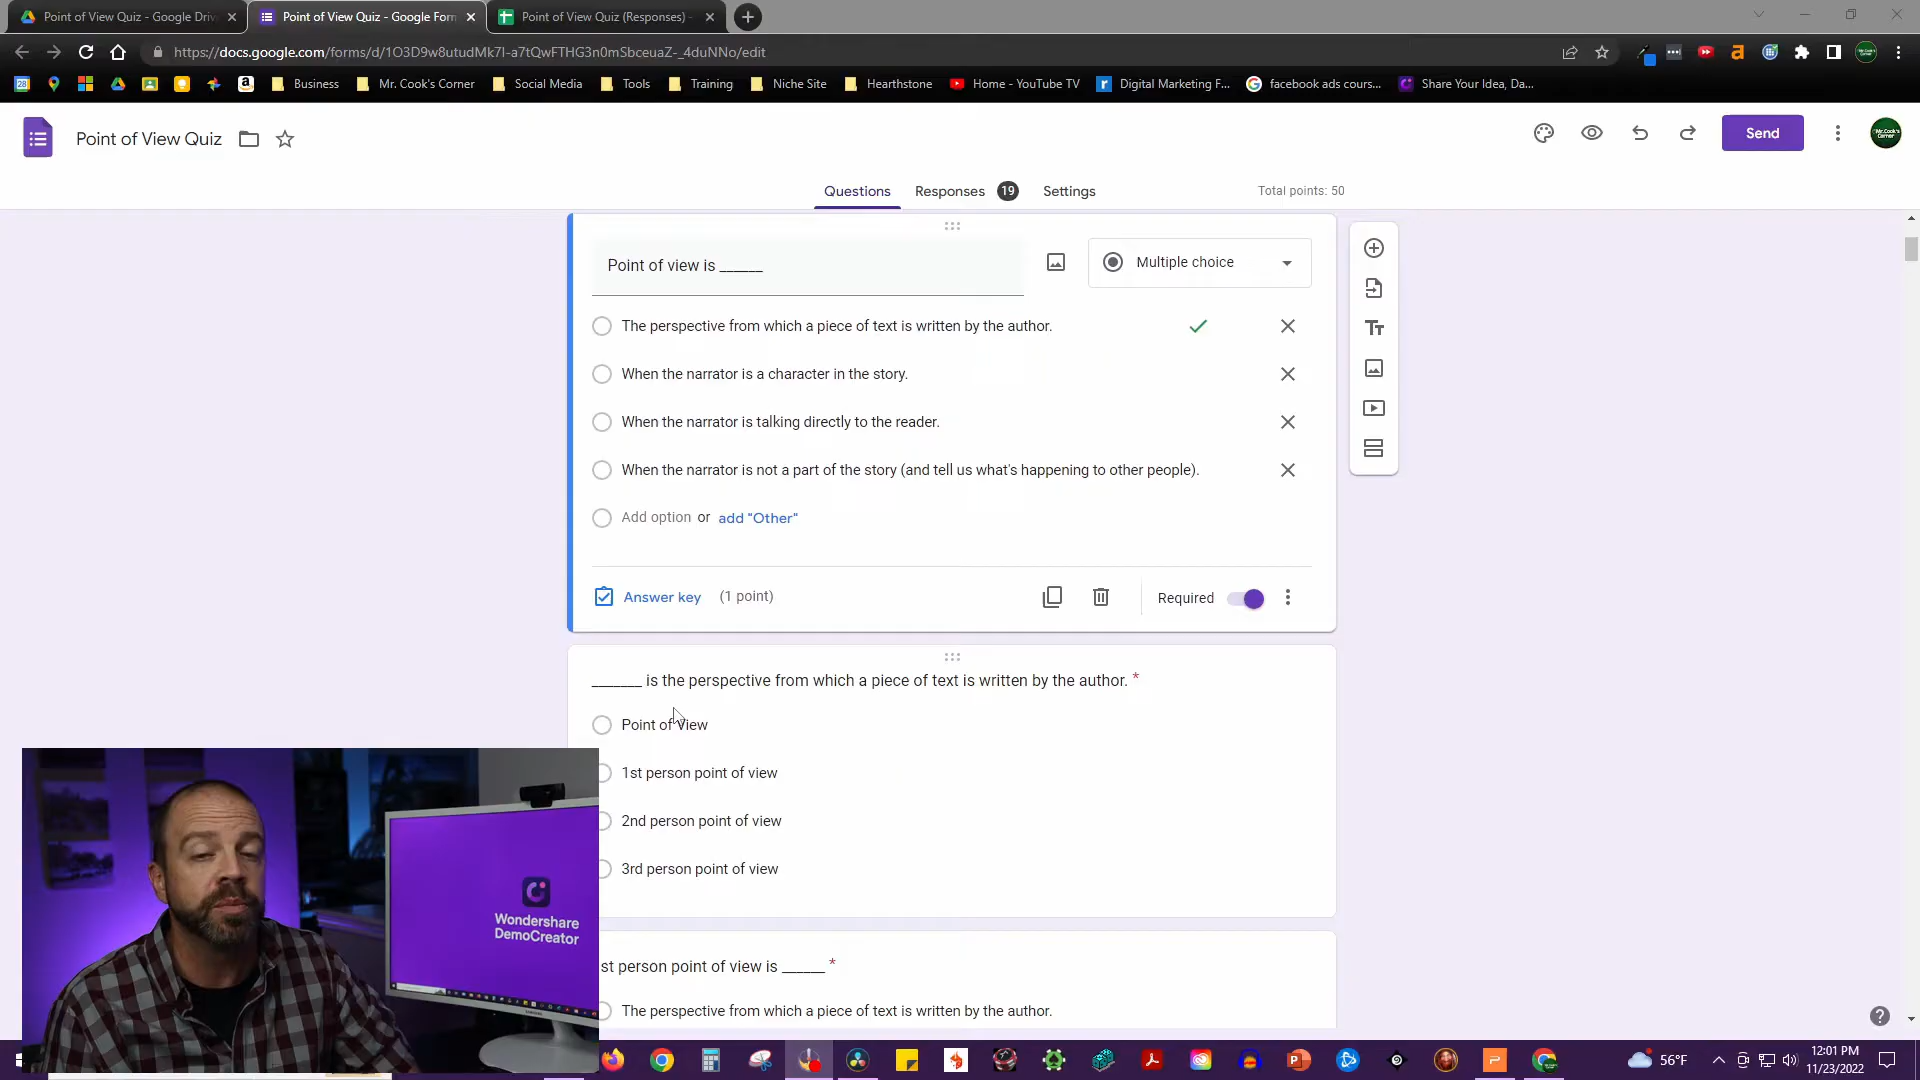 Point of View Quiz - Google Driv
Point of View Quiz - Google Form
Point of View Quiz (Responses) -
https://docs.google.com/forms/d/1O3D9w8utudMk7I-a7tQwFTHG3n0mSbceuaZ-_4duNNo/edit
Business
Mr. Cook's Corner
Social Media
Tools
Training
Niche Site
Hearthstone
Home - YouTube TV
Digital Marketing F...
facebook ads cours...
Share Your Idea, Da...
Point of View Quiz
Send
Questions
Responses 19
Settings
Total points: 50
Point of view is ______
Multiple choice
The perspective from which a piece of text is written by the author.
When the narrator is a character in the story.
When the narrator is talking directly to the reader.
When the narrator is not a part of the story (and tell us what's happening to other people).
Add option or add "Other"
Answer key (1 point)
Required
_______ is the perspective from which a piece of text is written by the author. *
Point of View
1st person point of view
2nd person point of view
3rd person point of view
st person point of view is ______ *
The perspective from which a piece of text is written by the author.
Wondershare
DemoCreator
56°F
12:01 PM
11/23/2022